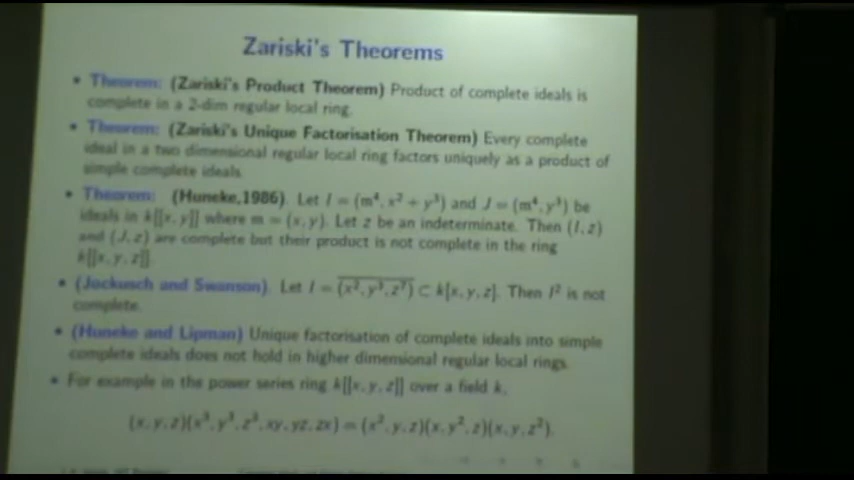 Zariski's Theorems
• Theorem: (Zariski's Product Theorem) Product of complete ideals is
complete in a 2-dim regular local ring.
• Theorem: (Zariski's Unique Factorisation Theorem) Every complete
ideal in a two dimensional regular local ring factors uniquely as a product of
simple complete ideals.
• Theorem: (Huneke,1986). Let I = (m⁴, x² + y³) and J = (m⁴, y³) be
ideals in k[[x, y]] where m = (x, y). Let z be an indeterminate. Then (I, z)
and (J, z) are complete but their product is not complete in the ring
k[[x, y, z]].
• (Jockusch and Swanson). Let I = (x², y³, z⁷) ⊂ k[x, y, z]. Then I² is not
complete.
• (Huneke and Lipman) Unique factorisation of complete ideals into simple
complete ideals does not hold in higher dimensional regular local rings.
• For example in the power series ring k[[x, y, z]] over a field k,
(x, y, z)(x³, y³, z³, xy, yz, zx) = (x², y, z)(x, y², z)(x, y, z²).